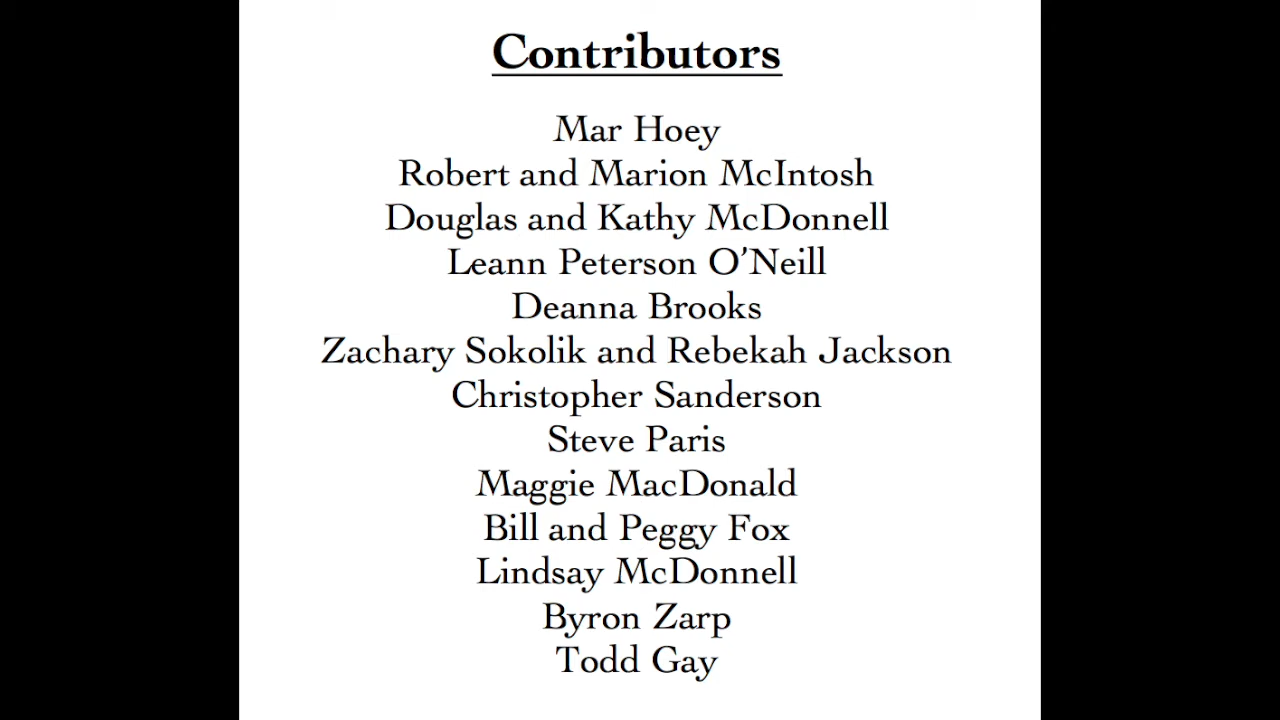 Contributors
Mar Hoey
Robert and Marion McIntosh
Douglas and Kathy McDonnell
Leann Peterson O’Neill
Deanna Brooks
Zachary Sokolik and Rebekah Jackson
Christopher Sanderson
Steve Paris
Maggie MacDonald
Bill and Peggy Fox
Lindsay McDonnell
Byron Zarp
Todd Gay